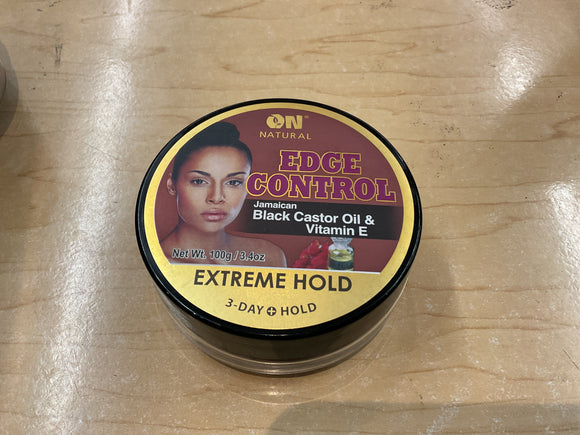 ON
NATURAL
EDGE
CONTROL
Jamaican
Black Castor Oil &
Vitamin E
Net Wt. 100g / 3.4oz
EXTREME HOLD
3-DAY + HOLD